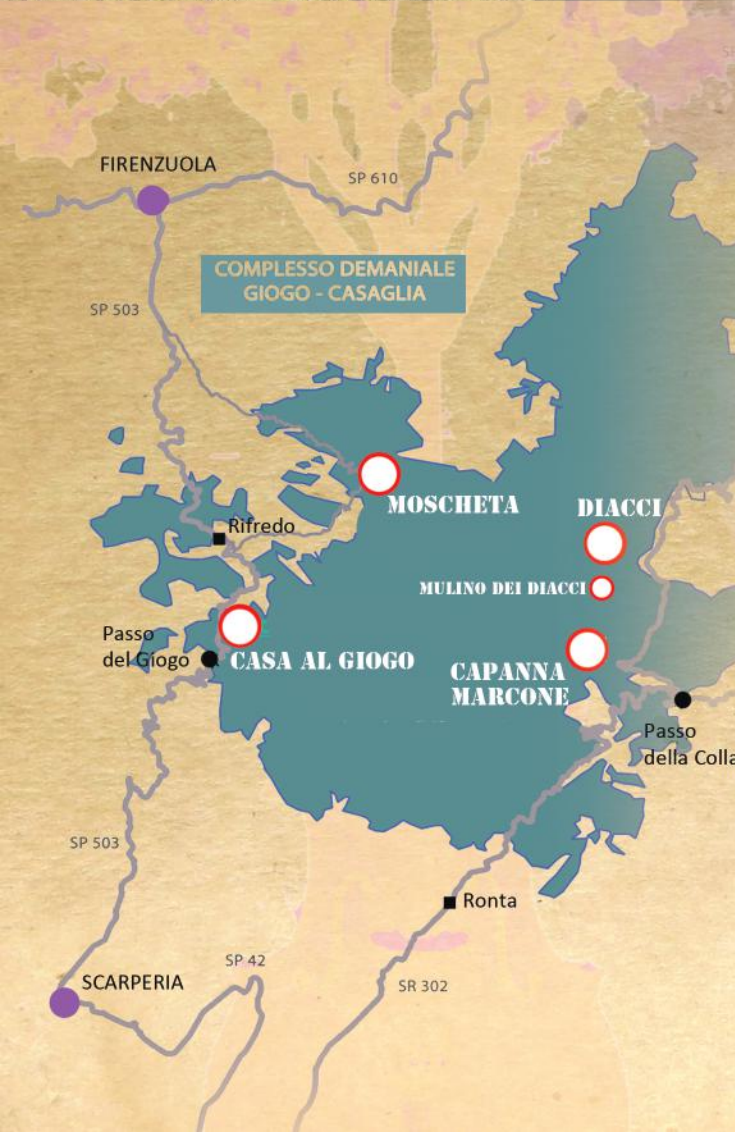 FIRENZUOLA
SP 610
COMPLESSO DEMANIALE
GIOGO - CASAGLIA
SP 503
MOSCHETA
DIACCI
Rifredo
MULINO DEI DIACCI
Passo
del Giogo
CASA AL GIOGO
CAPANNA
MARCONE
Passo
della Colla
SP 503
Ronta
SP 42
SCARPERIA
SR 302